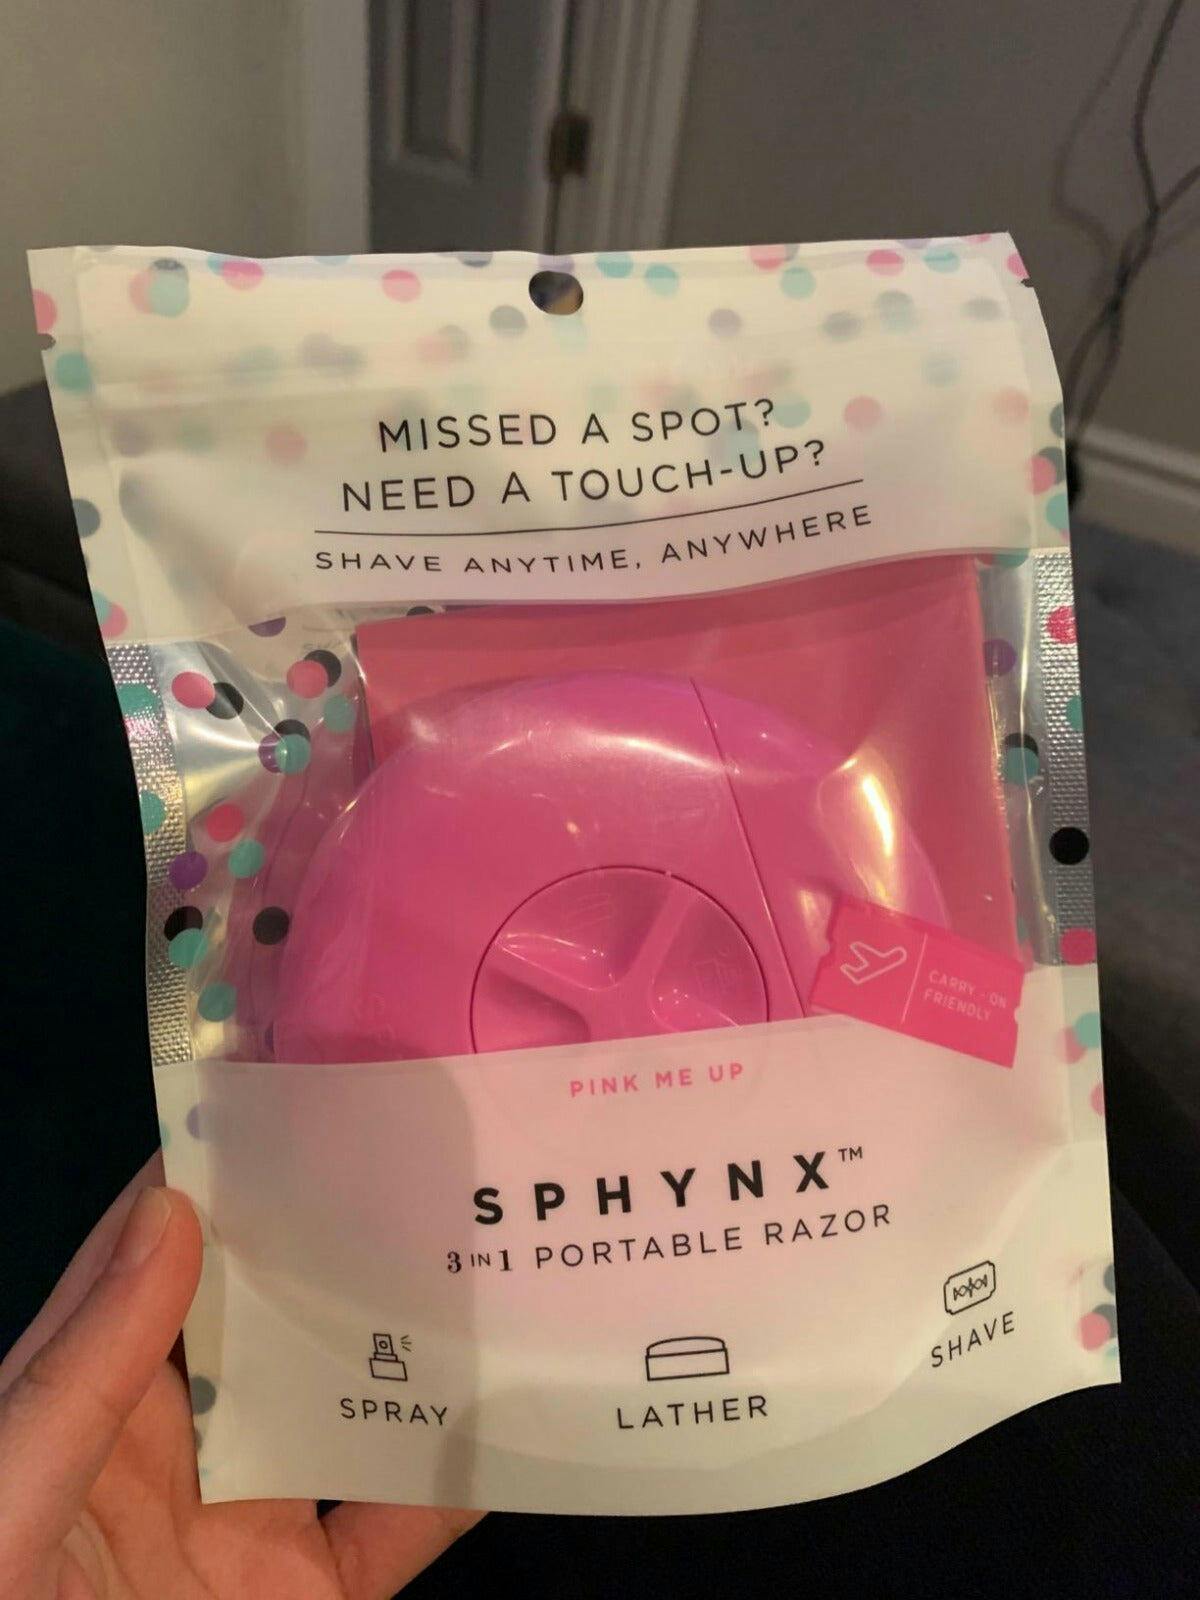 MISSED A SPOT?
NEED A TOUCH-UP?
SHAVE ANYTIME, ANYWHERE
CARRY-ON
FRIENDLY
PINK ME UP
SPHYNX™
3 IN 1 PORTABLE RAZOR
SPRAY
LATHER
SHAVE